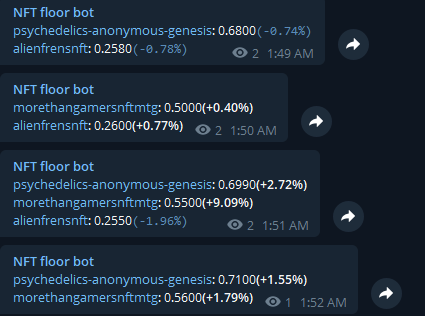 NFT floor bot
psychedelics-anonymous-genesis: 0.6800(-0.74%)
alienfrensnft: 0.2580(-0.78%) 2 1:49 AM
NFT floor bot
morethangamersnftmtg: 0.5000(+0.40%)
alienfrensnft: 0.2600(+0.77%) 2 1:50 AM
NFT floor bot
psychedelics-anonymous-genesis: 0.6990(+2.72%)
morethangamersnftmtg: 0.5500(+9.09%)
alienfrensnft: 0.2550(-1.96%) 2 1:51 AM
NFT floor bot
psychedelics-anonymous-genesis: 0.7100(+1.55%)
morethangamersnftmtg: 0.5600(+1.79%) 1 1:52 AM